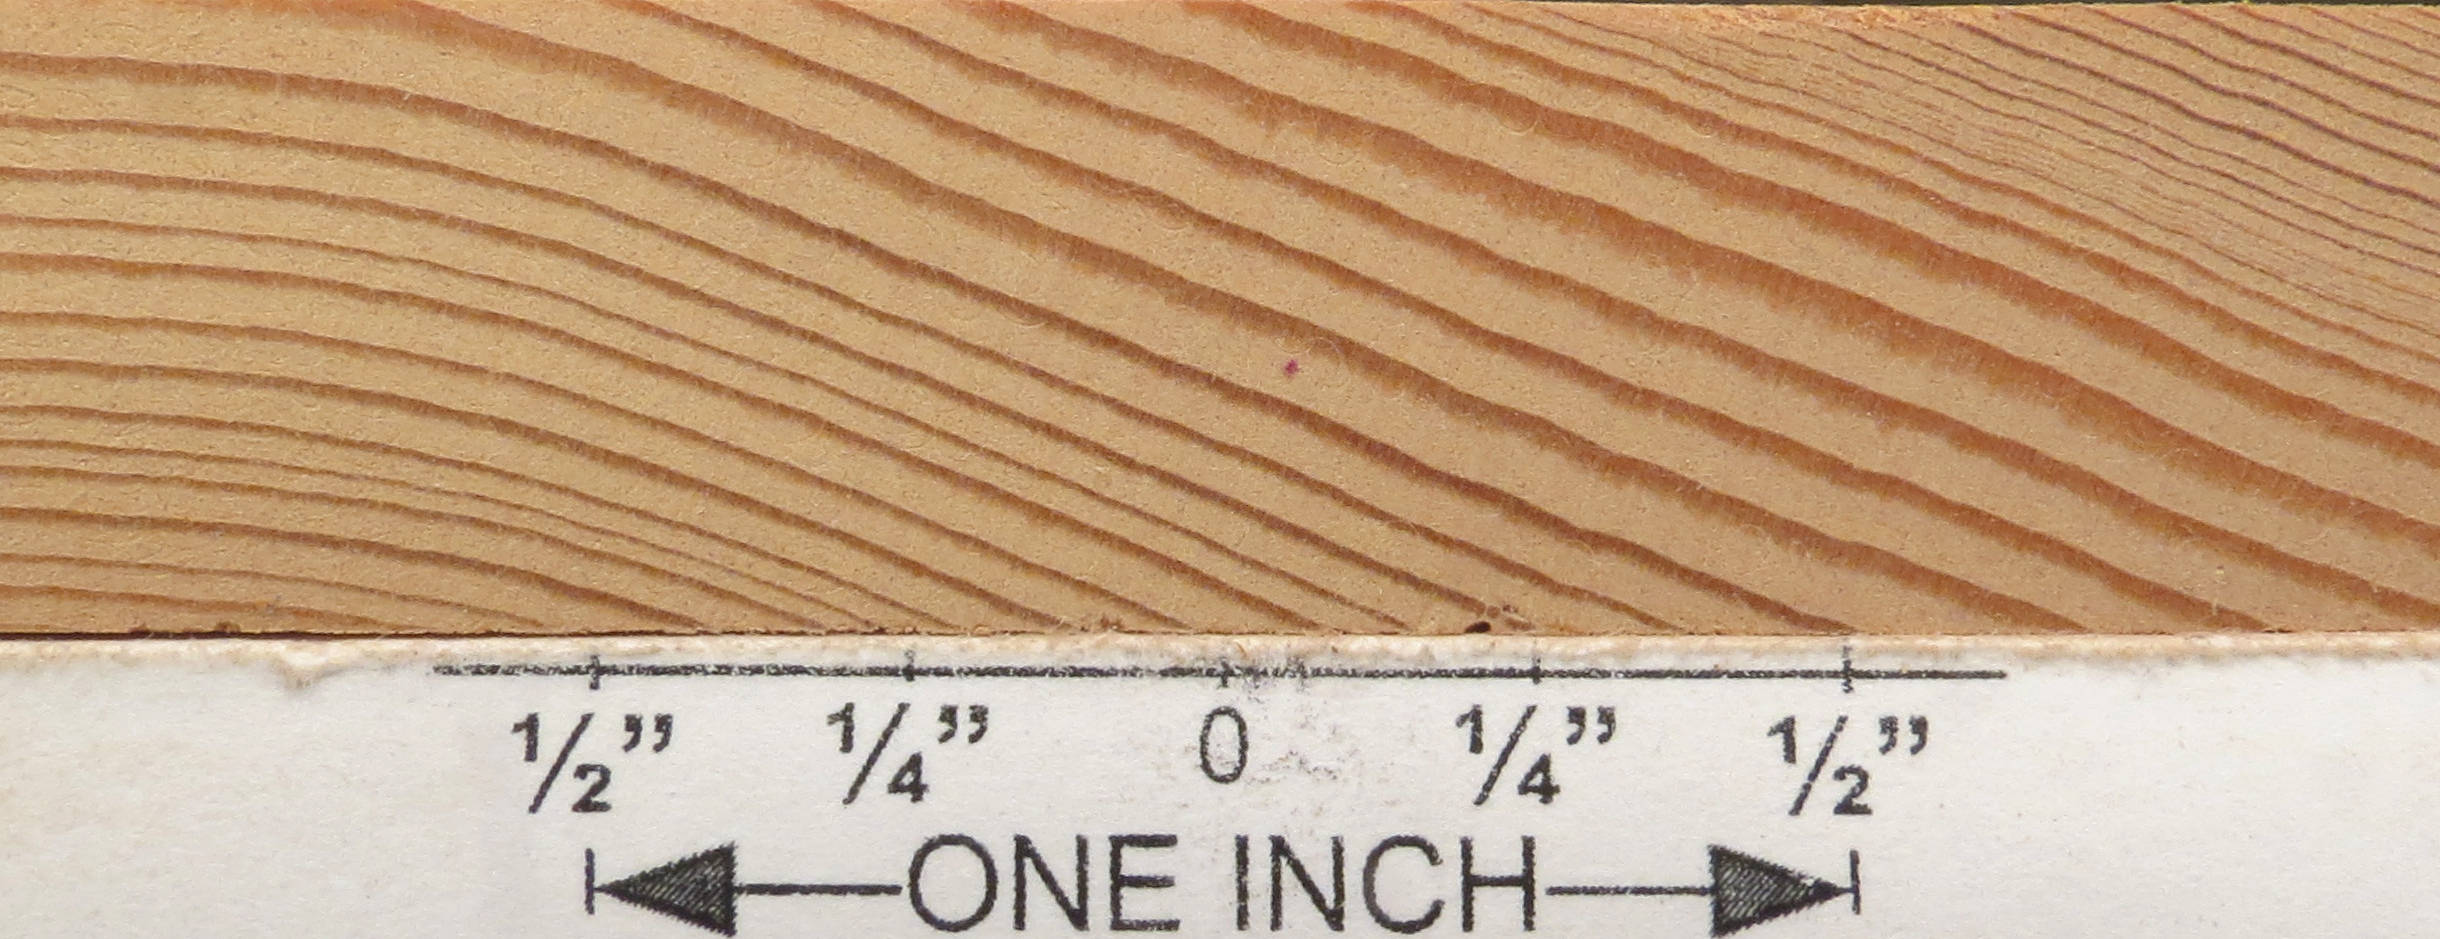 1/2” 1/4” 0 1/4” 1/2”
ONE INCH